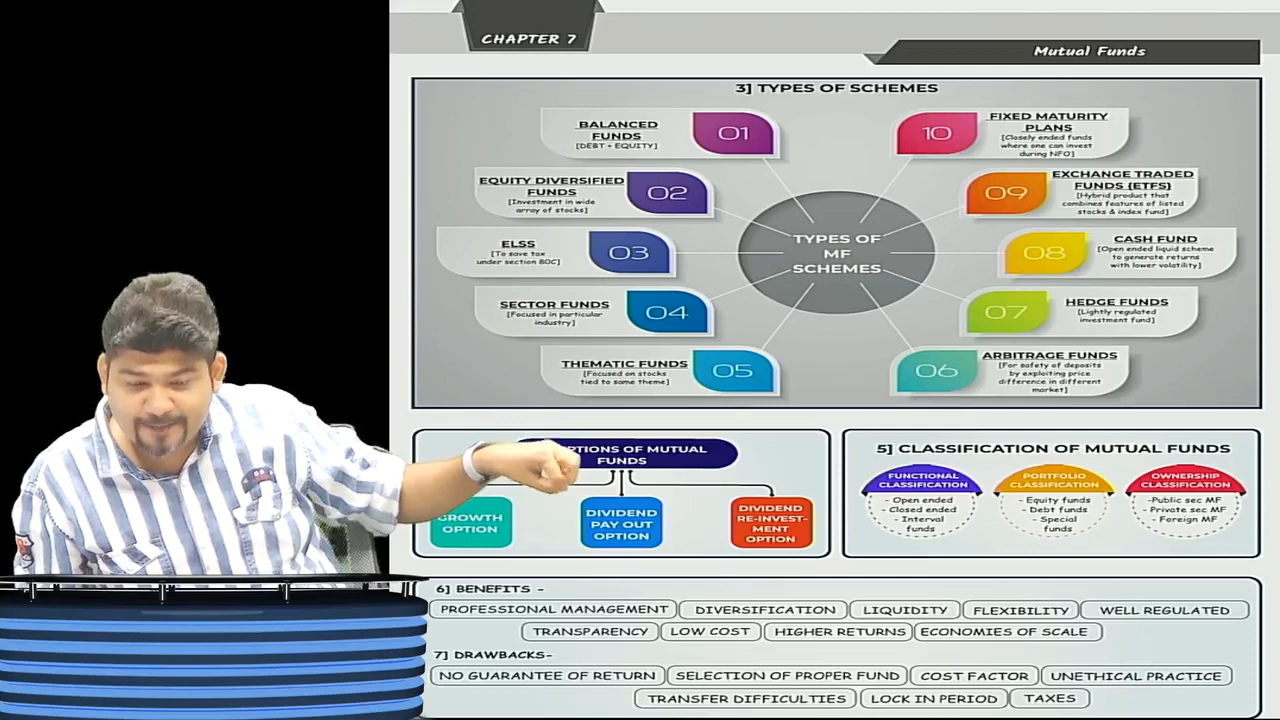 CHAPTER 7
Mutual Funds
3] TYPES OF SCHEMES
BALANCED
FUNDS
[DEBT + EQUITY]
01
EQUITY DIVERSIFIED
FUNDS
[Investment in wide
array of stocks]
02
ELSS
[To save tax
under section 80C]
03
SECTOR FUNDS
[Focused in particular
industry]
04
THEMATIC FUNDS
[Focused on stocks
tied to same theme]
05
TYPES OF
MF
SCHEMES
10
FIXED MATURITY
PLANS
[Closely ended funds
where one can invest
during NFO]
09
EXCHANGE TRADED
FUNDS {ETFS}
[Hybrid product that
combines features of listed
stocks & index fund]
08
CASH FUND
[Open ended liquid scheme
to generate returns
with lower volatility]
07
HEDGE FUNDS
[Lightly regulated
investment fund]
06
ARBITRAGE FUNDS
[For safety of deposits
by exploiting price
difference in different
market]
OF MUTUAL
FUNDS
GROWTH
OPTION
DIVIDEND
PAY OUT
OPTION
DIVIDEND
RE-INVEST-
MENT
OPTION
5] CLASSIFICATION OF MUTUAL FUNDS
FUNCTIONAL
CLASSIFICATION
- Open ended
- Closed ended
- Interval
funds
PORTFOLIO
CLASSIFICATION
- Equity funds
- Debt funds
- Special
funds
OWNERSHIP
CLASSIFICATION
-Public sec MF
-Private sec MF
- Foreign MF
6] BENEFITS -
PROFESSIONAL MANAGEMENT DIVERSIFICATION LIQUIDITY FLEXIBILITY WELL REGULATED
TRANSPARENCY LOW COST HIGHER RETURNS ECONOMIES OF SCALE
7] DRAWBACKS-
NO GUARANTEE OF RETURN SELECTION OF PROPER FUND COST FACTOR UNETHICAL PRACTICE
TRANSFER DIFFICULTIES LOCK IN PERIOD TAXES